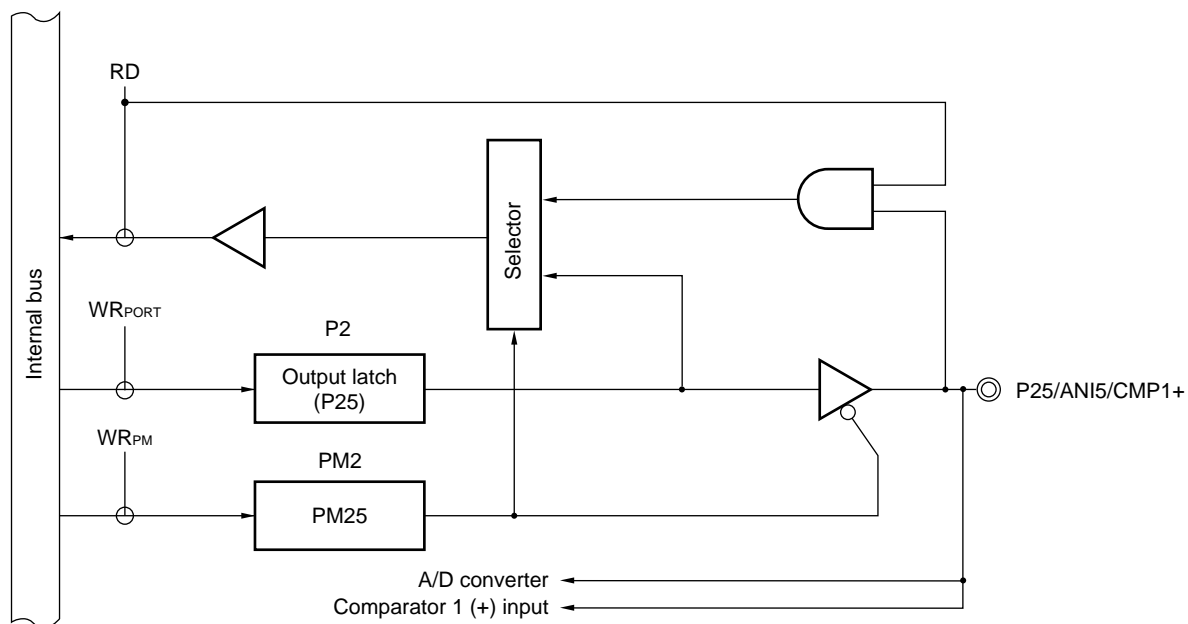 RD
Selector
Internal bus
WRPORT
P2
Output latch
(P25)
P25/ANI5/CMP1+
WRPM
PM2
PM25
A/D converter
Comparator 1 (+) input